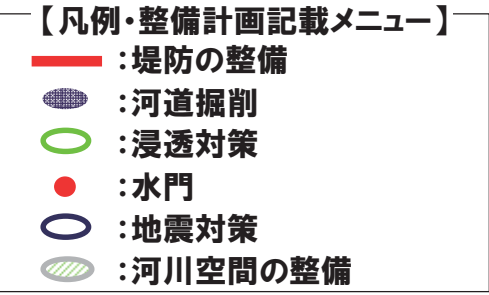 【凡例・整備計画記載メニュー】
：堤防の整備
：河道掘削
：浸透対策
：水門
：地震対策
：河川空間の整備